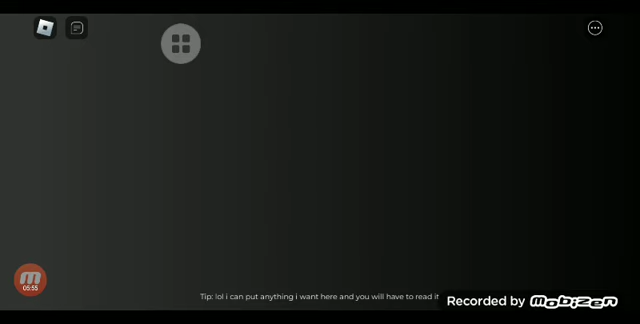 05:55
Tip: lol i can put anything i want here and you will have to read it
Recorded by mobizen